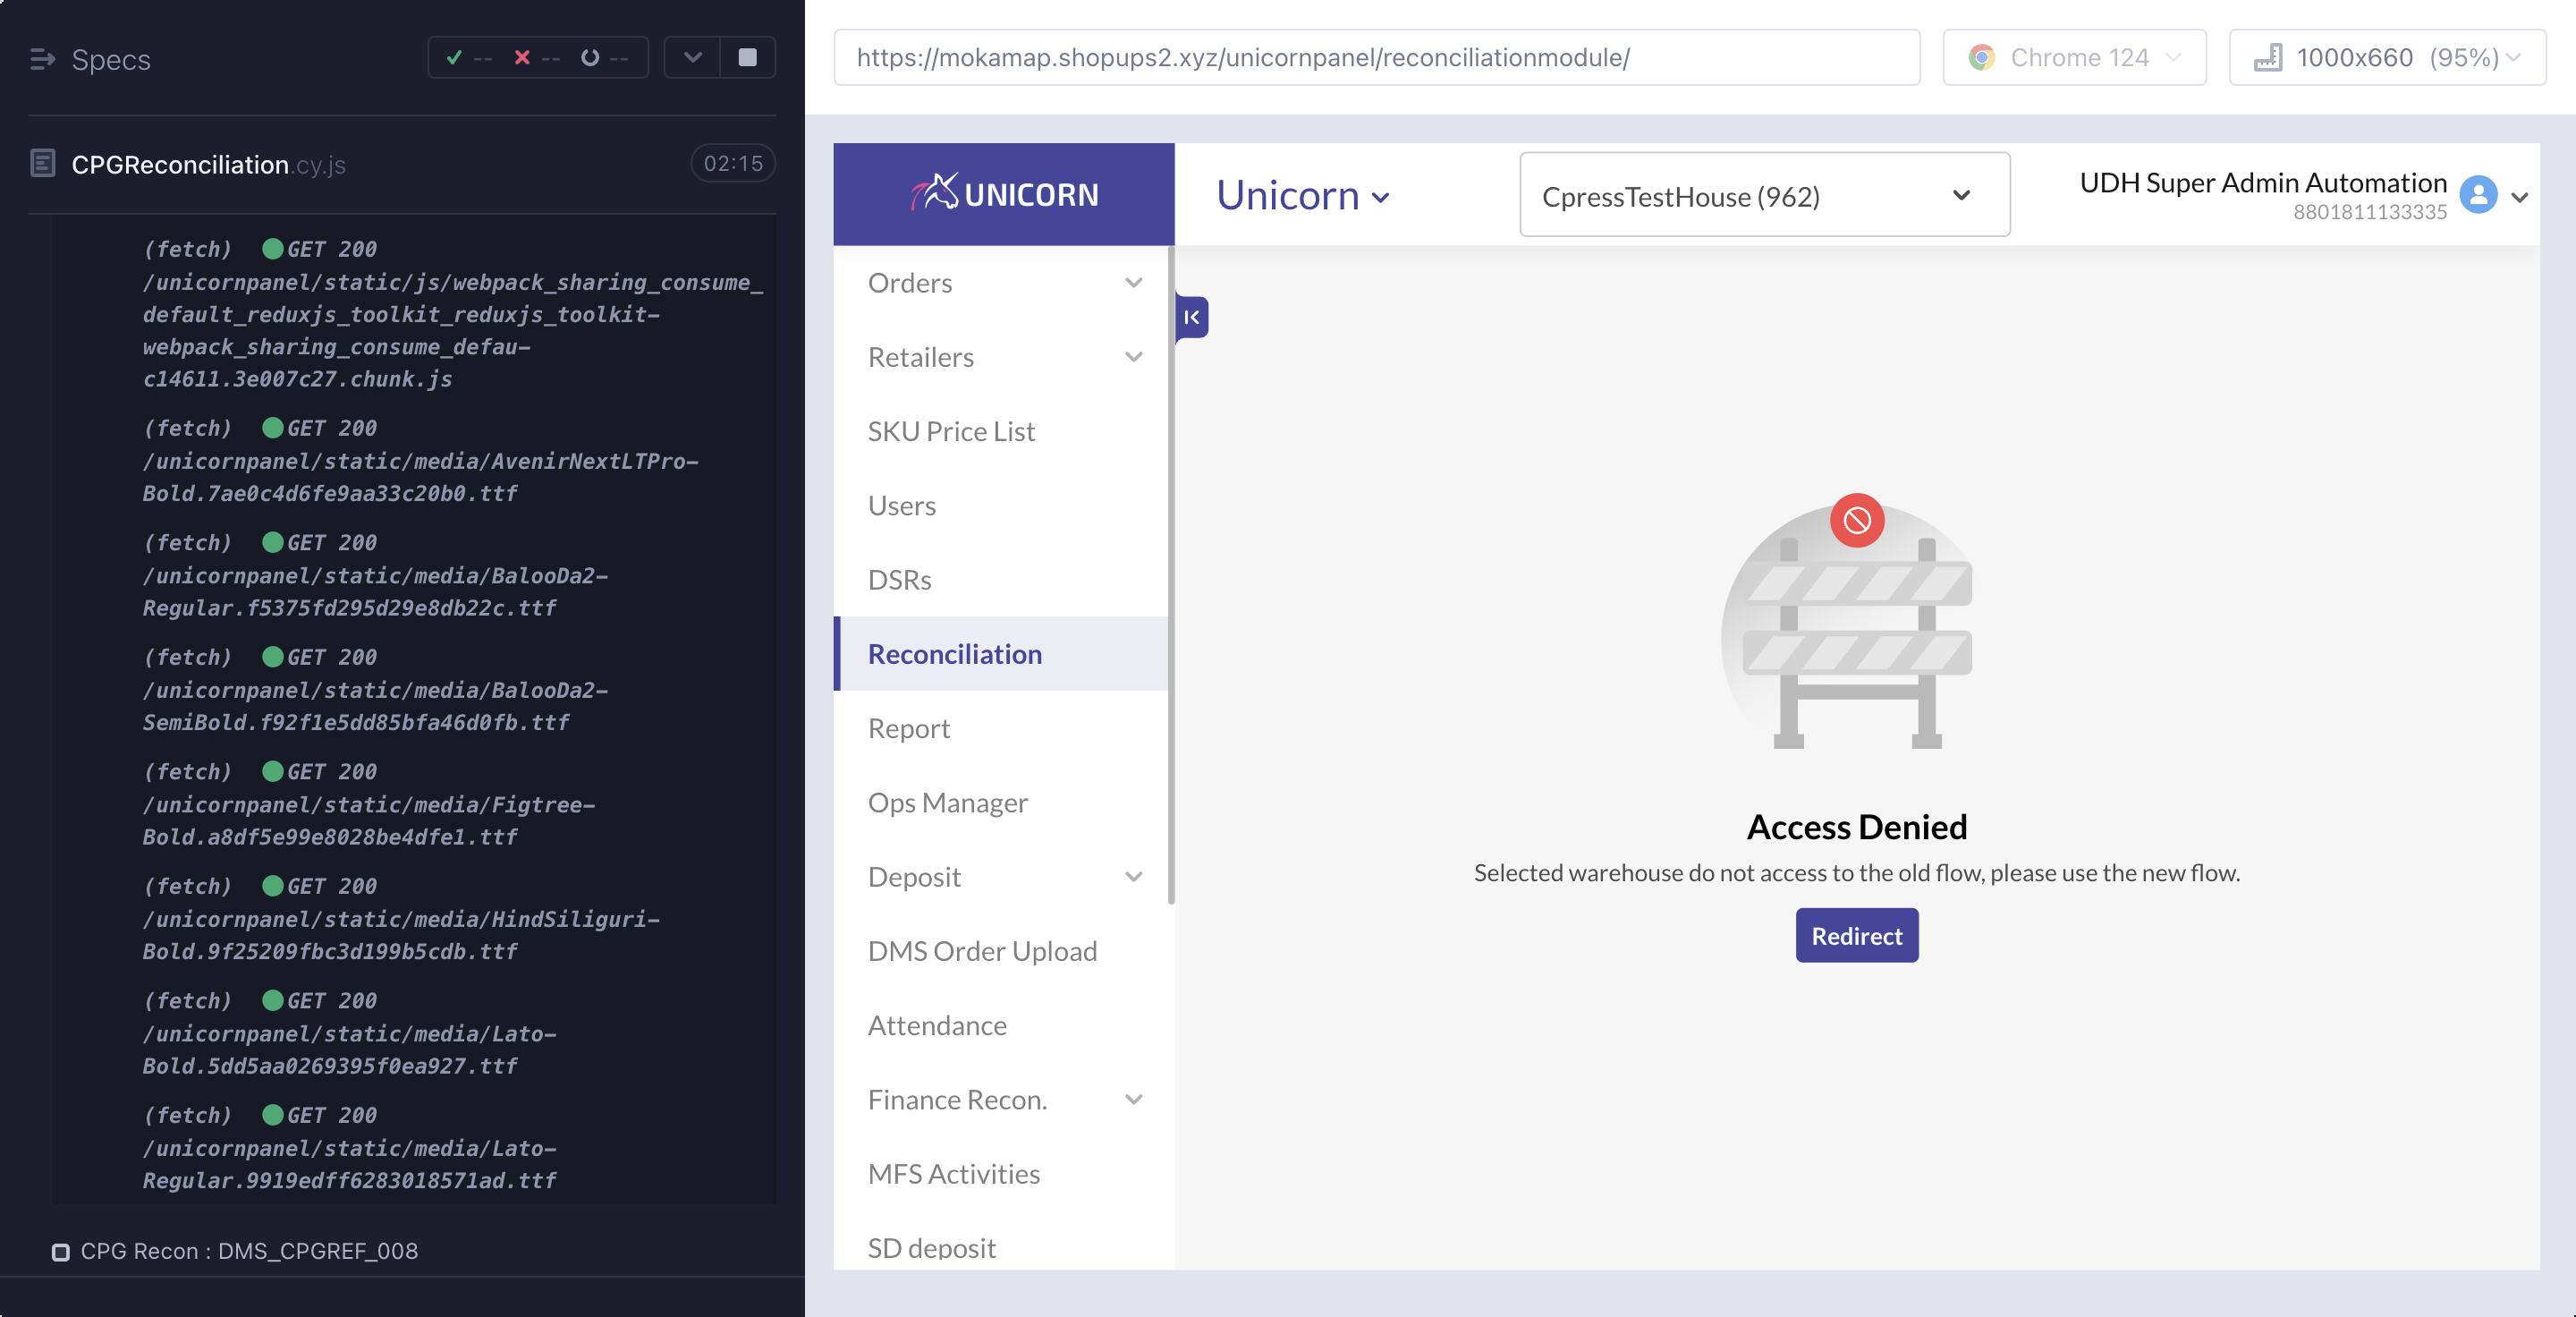 Specs
-- -- --
CPGReconciliation.cy.js
02:15
(fetch) GET 200
/unicornpanel/static/js/webpack_sharing_consume_
default_reduxjs_toolkit_reduxjs_toolkit-
webpack_sharing_consume_defau-
c14611.3e007c27.chunk.js
(fetch) GET 200
/unicornpanel/static/media/AvenirNextLTPro-
Bold.7ae0c4d6fe9aa33c20b0.ttf
(fetch) GET 200
/unicornpanel/static/media/BalooDa2-
Regular.f5375fd295d29e8db22c.ttf
(fetch) GET 200
/unicornpanel/static/media/BalooDa2-
SemiBold.f92f1e5dd85bfa46d0fb.ttf
(fetch) GET 200
/unicornpanel/static/media/Figtree-
Bold.a8df5e99e8028be4dfe1.ttf
(fetch) GET 200
/unicornpanel/static/media/HindSiliguri-
Bold.9f25209fbc3d199b5cdb.ttf
(fetch) GET 200
/unicornpanel/static/media/Lato-
Bold.5dd5aa0269395f0ea927.ttf
(fetch) GET 200
/unicornpanel/static/media/Lato-
Regular.9919edff6283018571ad.ttf
CPG Recon : DMS_CPGREF_008
https://mokamap.shopups2.xyz/unicornpanel/reconciliationmodule/
Chrome 124
1000x660 (95%)
UNICORN
Unicorn
CpressTestHouse (962)
UDH Super Admin Automation
8801811133335
Orders
Retailers
SKU Price List
Users
DSRs
Reconciliation
Report
Ops Manager
Deposit
DMS Order Upload
Attendance
Finance Recon.
MFS Activities
SD deposit
Access Denied
Selected warehouse do not access to the old flow, please use the new flow.
Redirect